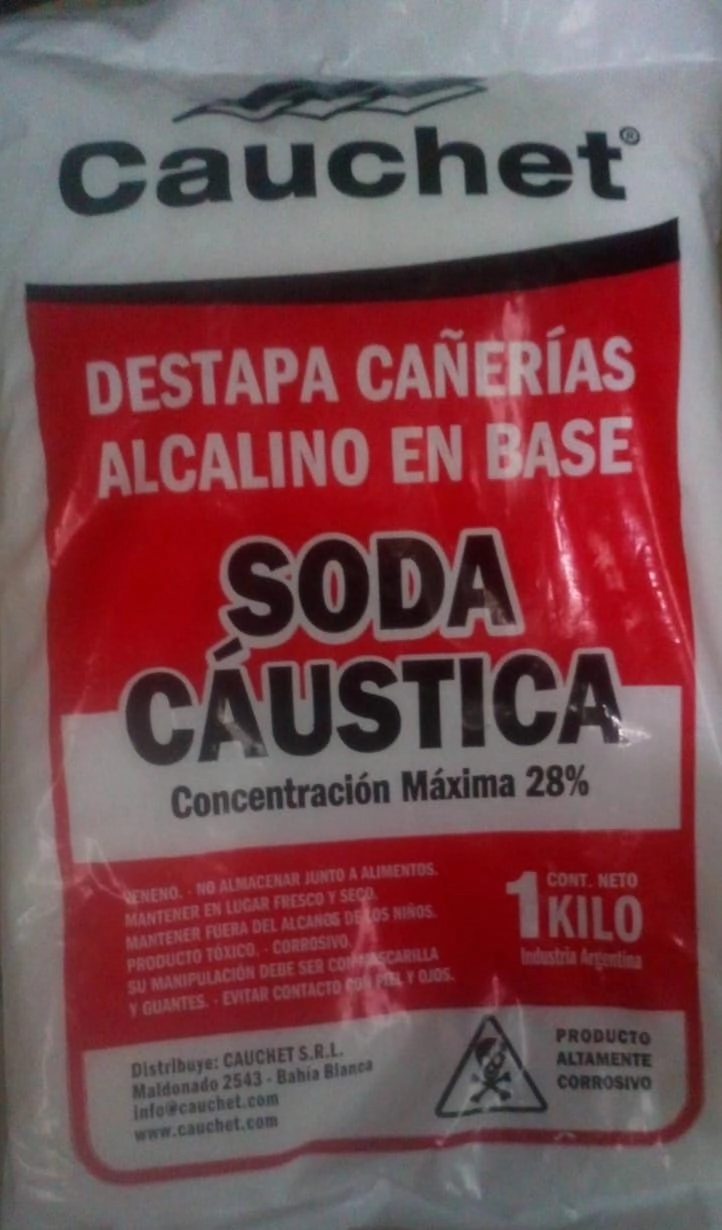 Cauchet®
DESTAPA CAÑERÍAS
ALCALINO EN BASE
SODA
CÁUSTICA
Concentración Máxima 28%
VENENO. - NO ALMACENAR JUNTO A ALIMENTOS.
MANTENER EN LUGAR FRESCO Y SECO.
MANTENER FUERA DEL ALCANOS DE LOS NIÑOS.
PRODUCTO TÓXICO. - CORROSIVO.
SU MANIPULACIÓN DEBE SER CON MASCARILLA
Y GUANTES. - EVITAR CONTACTO CON PIEL Y OJOS.
CONT. NETO
1 KILO
Industria Argentina
Distribuye: CAUCHET S.R.L.
Maldonado 2543 - Bahía Blanca
info@cauchet.com
www.cauchet.com
PRODUCTO
ALTAMENTE
CORROSIVO